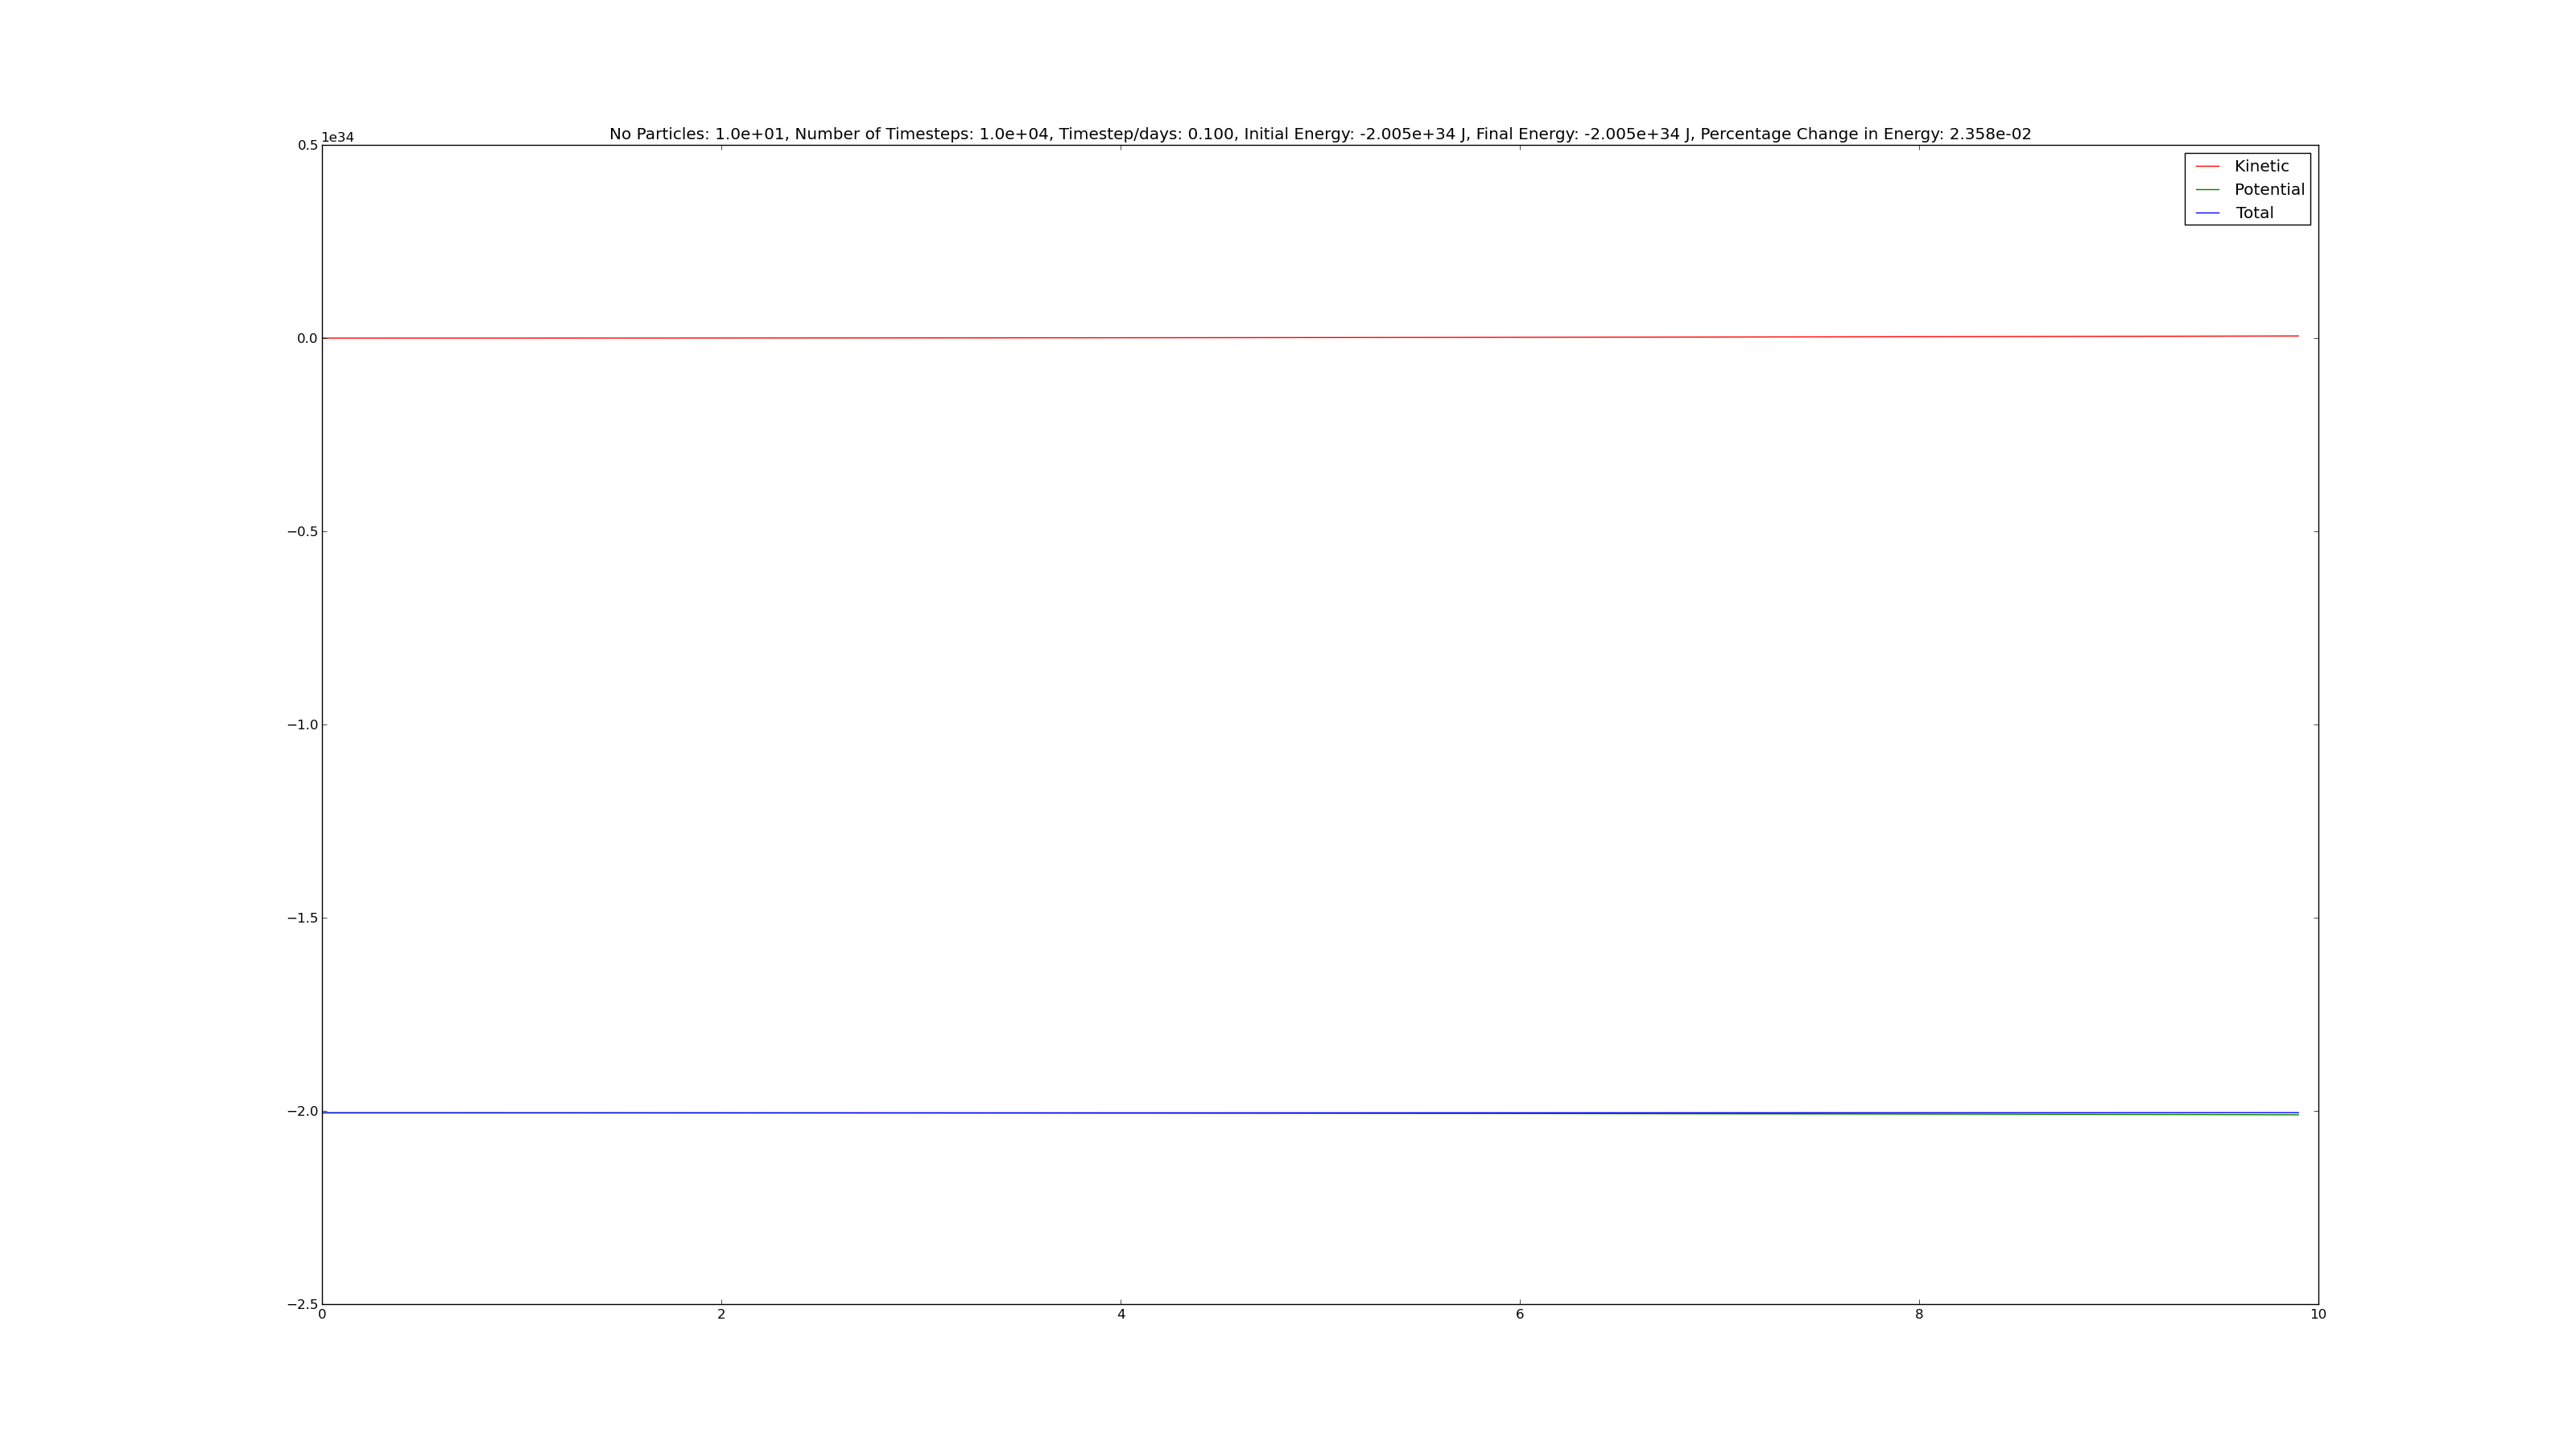 No Particles: 1.0e+01, Number of Timesteps: 1.0e+04, Timestep/days: 0.100, Initial Energy: -2.005e+34 J, Final Energy: -2.005e+34 J, Percentage Change in Energy: 2.358e-02
1e34
0.5
0.0
−0.5
−1.0
−1.5
−2.0
−2.5
Kinetic
Potential
Total
0 2 4 6 8 10